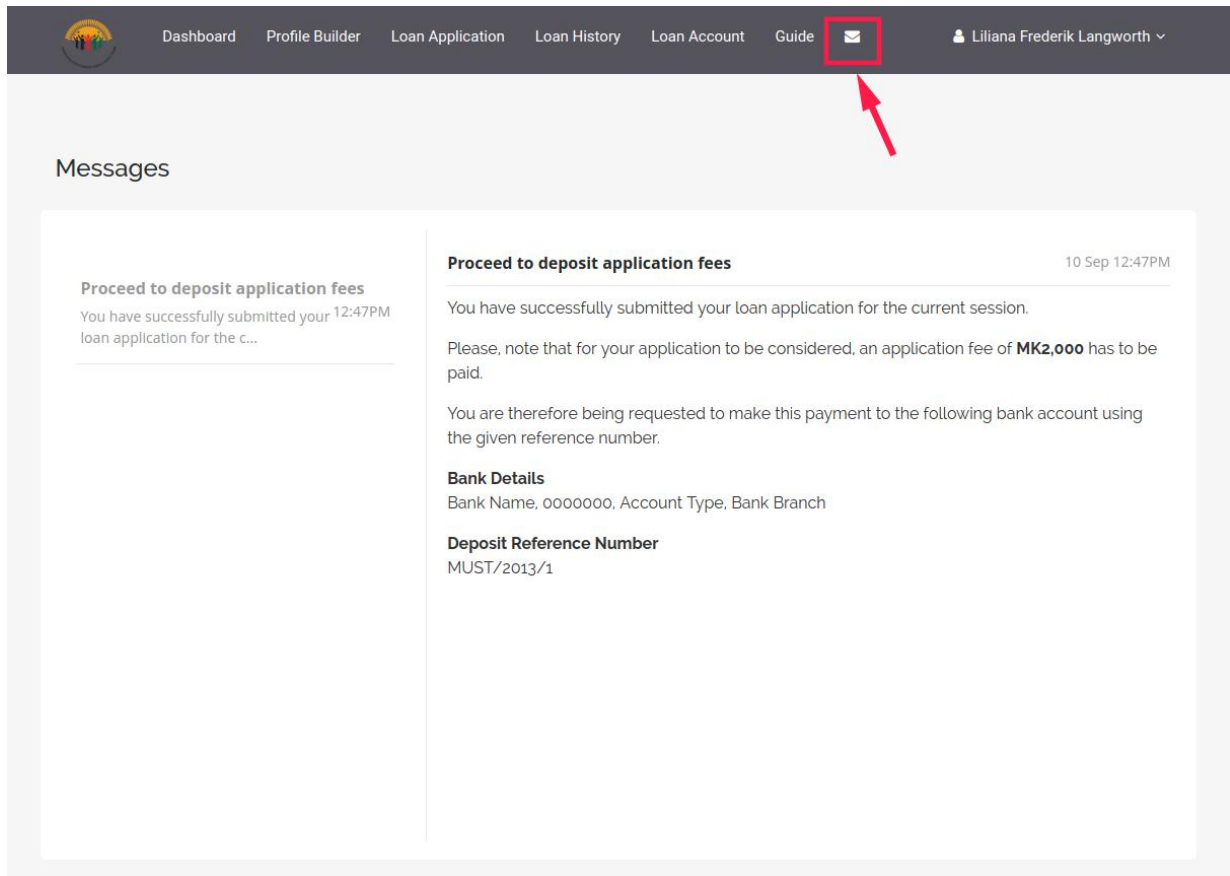 Dashboard Profile Builder Loan Application Loan History Loan Account Guide Liliana Frederik Langworth
Messages
Proceed to deposit application fees
You have successfully submitted your 12:47PM
loan application for the c...
Proceed to deposit application fees 10 Sep 12:47PM
You have successfully submitted your loan application for the current session.
Please, note that for your application to be considered, an application fee of MK2,000 has to be
paid.
You are therefore being requested to make this payment to the following bank account using
the given reference number.
Bank Details
Bank Name, 0000000, Account Type, Bank Branch
Deposit Reference Number
MUST/2013/1